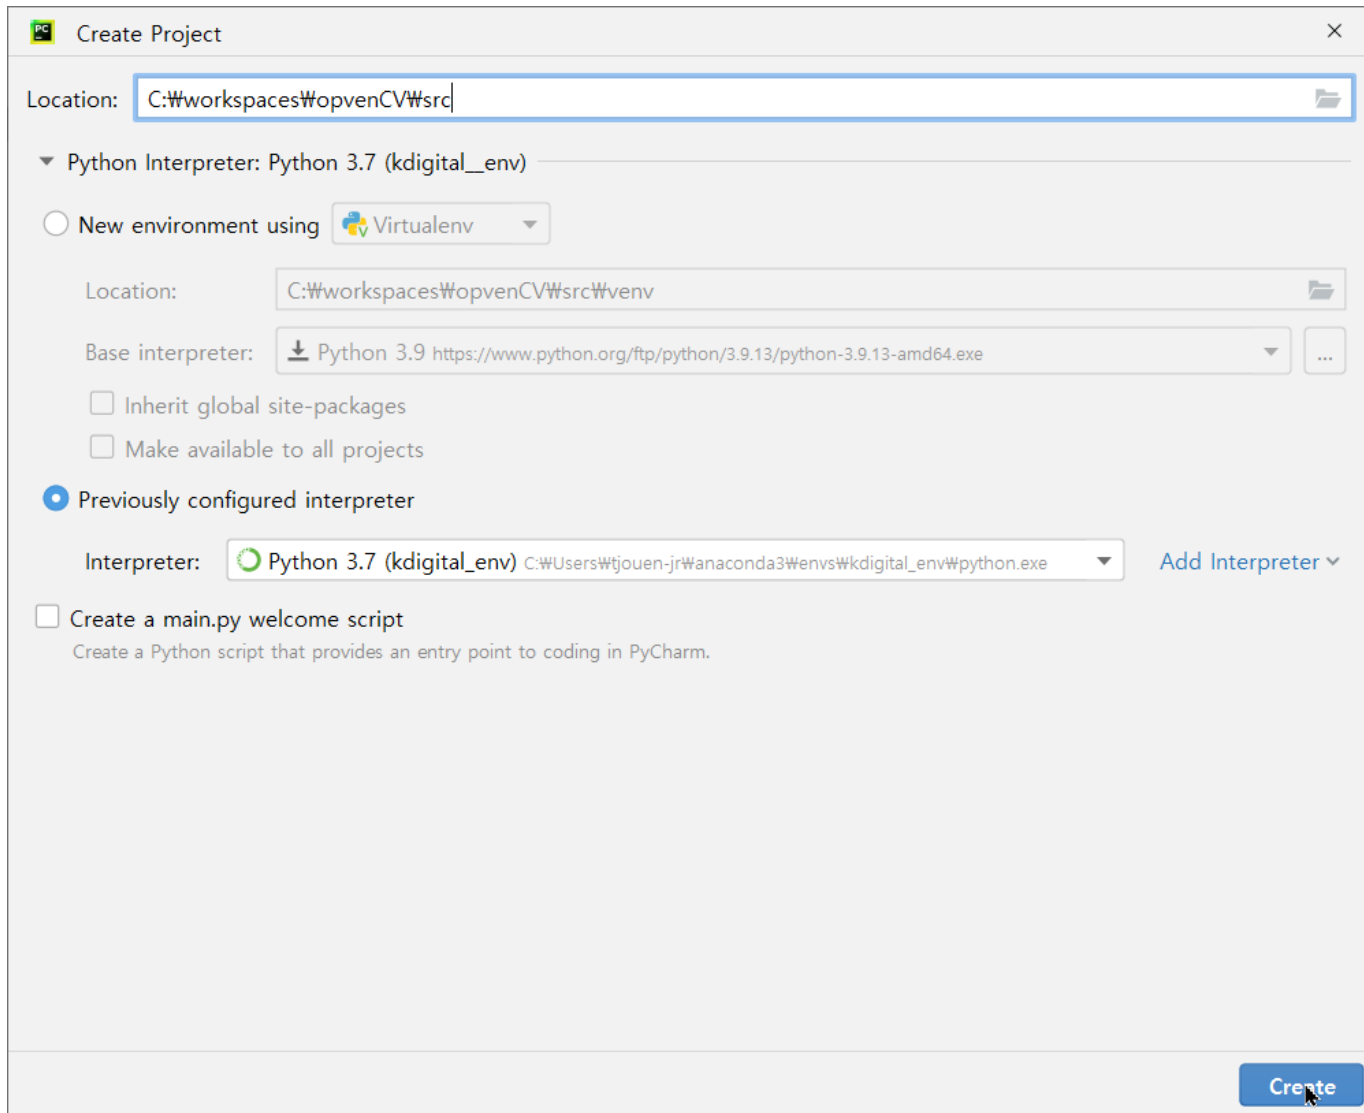 PC
Create Project
Location: C:₩workspaces₩opvenCV₩src
Python Interpreter: Python 3.7 (kdigital__env)
New environment using Virtualenv
Location: C:₩workspaces₩opvenCV₩src₩venv
Base interpreter: Python 3.9 https://www.python.org/ftp/python/3.9.13/python-3.9.13-amd64.exe ...
Inherit global site-packages
Make available to all projects
Previously configured interpreter
Interpreter: Python 3.7 (kdigital_env) C:₩Users₩tjouen-jr₩anaconda3₩envs₩kdigital_env₩python.exe Add Interpreter
Create a main.py welcome script
Create a Python script that provides an entry point to coding in PyCharm.
Create